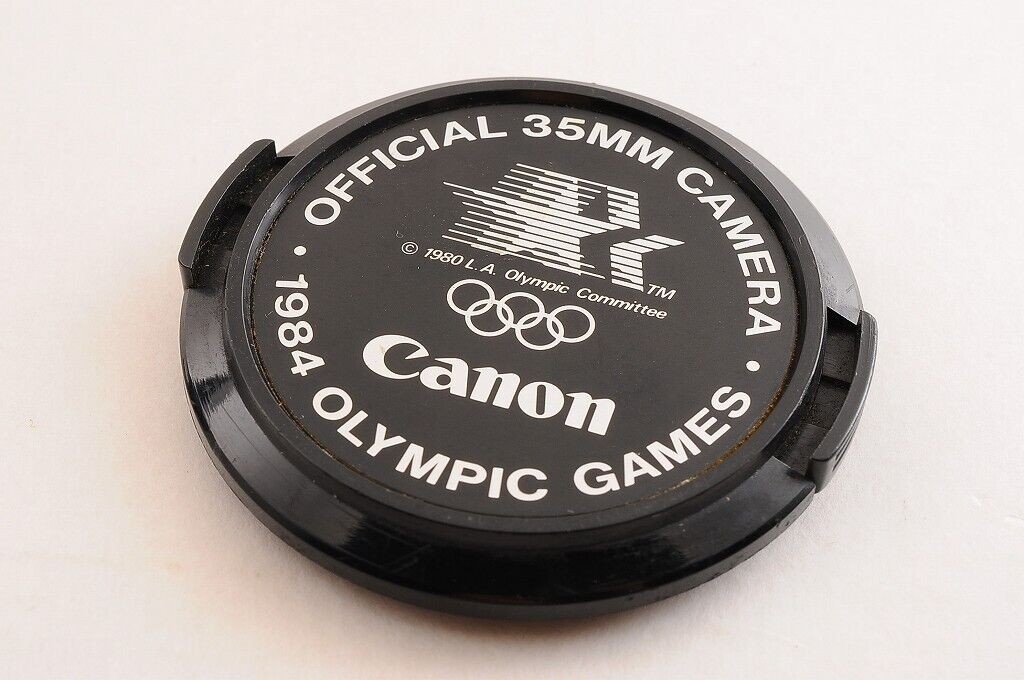 OFFICIAL 35MM CAMERA
TM
© 1980 L.A. Olympic Committee
Canon
• 1984 OLYMPIC GAMES •